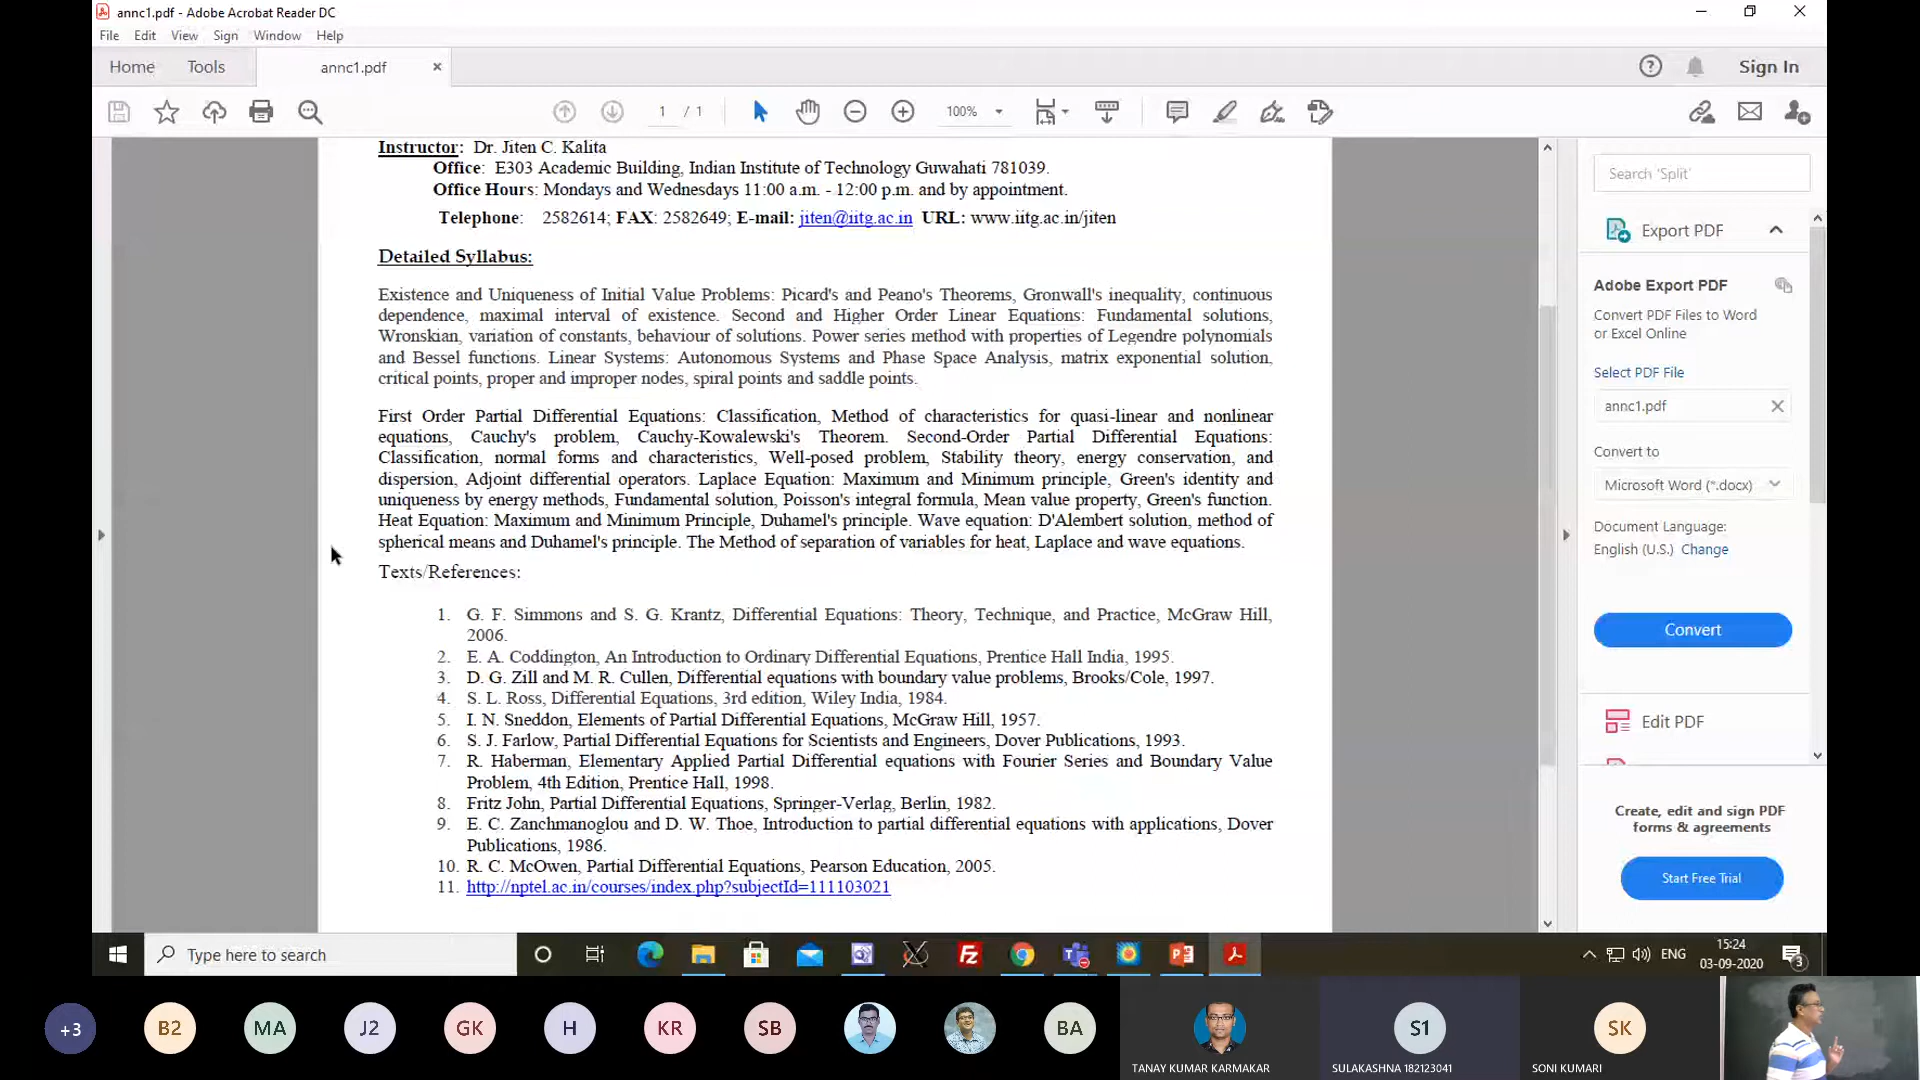 annc1.pdf - Adobe Acrobat Reader DC
File Edit View Sign Window Help
Home Tools annc1.pdf Sign In
1 / 1 100%
Instructor: Dr. Jiten C. Kalita
Office: E303 Academic Building, Indian Institute of Technology Guwahati 781039.
Office Hours: Mondays and Wednesdays 11:00 a.m. - 12:00 p.m. and by appointment.
Telephone: 2582614; FAX: 2582649; E-mail: jiten@iitg.ac.in URL: www.iitg.ac.in/jiten
Detailed Syllabus:
Existence and Uniqueness of Initial Value Problems: Picard's and Peano's Theorems, Gronwall's inequality, continuous
dependence, maximal interval of existence. Second and Higher Order Linear Equations: Fundamental solutions,
Wronskian, variation of constants, behaviour of solutions. Power series method with properties of Legendre polynomials
and Bessel functions. Linear Systems: Autonomous Systems and Phase Space Analysis, matrix exponential solution,
critical points, proper and improper nodes, spiral points and saddle points.
First Order Partial Differential Equations: Classification, Method of characteristics for quasi-linear and nonlinear
equations, Cauchy's problem, Cauchy-Kowalewski's Theorem. Second-Order Partial Differential Equations:
Classification, normal forms and characteristics, Well-posed problem, Stability theory, energy conservation, and
dispersion, Adjoint differential operators. Laplace Equation: Maximum and Minimum principle, Green's identity and
uniqueness by energy methods, Fundamental solution, Poisson's integral formula, Mean value property, Green's function.
Heat Equation: Maximum and Minimum Principle, Duhamel's principle. Wave equation: D'Alembert solution, method of
spherical means and Duhamel's principle. The Method of separation of variables for heat, Laplace and wave equations.
Texts/References:
1. G. F. Simmons and S. G. Krantz, Differential Equations: Theory, Technique, and Practice, McGraw Hill,
2006.
2. E. A. Coddington, An Introduction to Ordinary Differential Equations, Prentice Hall India, 1995.
3. D. G. Zill and M. R. Cullen, Differential equations with boundary value problems, Brooks/Cole, 1997.
4. S. L. Ross, Differential Equations, 3rd edition, Wiley India, 1984.
5. I. N. Sneddon, Elements of Partial Differential Equations, McGraw Hill, 1957.
6. S. J. Farlow, Partial Differential Equations for Scientists and Engineers, Dover Publications, 1993.
7. R. Haberman, Elementary Applied Partial Differential equations with Fourier Series and Boundary Value
Problem, 4th Edition, Prentice Hall, 1998.
8. Fritz John, Partial Differential Equations, Springer-Verlag, Berlin, 1982.
9. E. C. Zanchmanoglou and D. W. Thoe, Introduction to partial differential equations with applications, Dover
Publications, 1986.
10. R. C. McOwen, Partial Differential Equations, Pearson Education, 2005.
11. http://nptel.ac.in/courses/index.php?subjectId=111103021
Search 'Split'
Export PDF
Adobe Export PDF
Convert PDF Files to Word
or Excel Online
Select PDF File
annc1.pdf
Convert to
Microsoft Word (*.docx)
Document Language:
English (U.S.) Change
Convert
Edit PDF
Create, edit and sign PDF
forms & agreements
Start Free Trial
Type here to search
ENG
15:24
03-09-2020
3
+3 B2 MA J2 GK H KR SB BA S1 SK
TANAY KUMAR KARMAKAR SULAKASHNA 182123041 SONI KUMARI